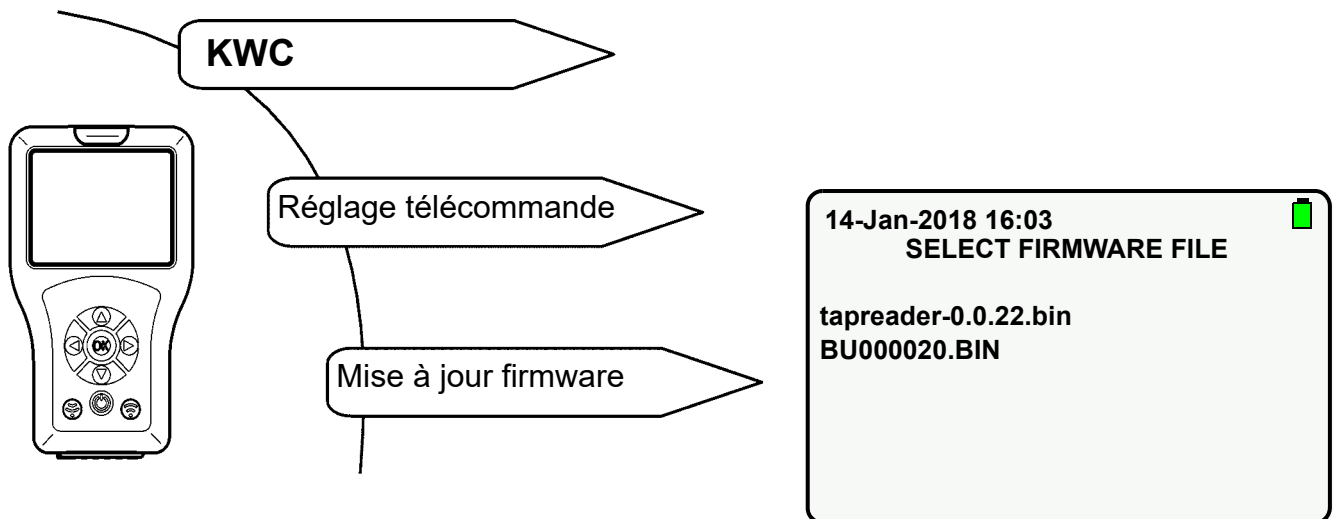 KWC
Réglage télécommande
Mise à jour firmware
14-Jan-2018 16:03
SELECT FIRMWARE FILE
tapreader-0.0.22.bin
BU000020.BIN
OK